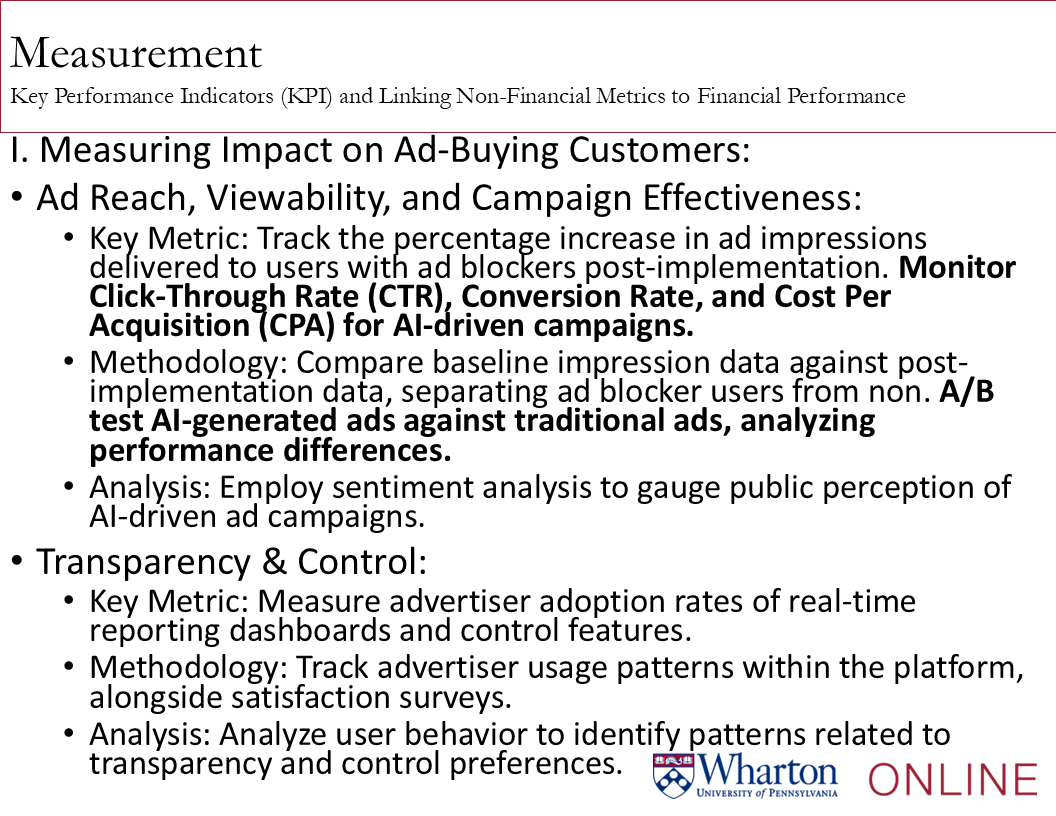 Measurement
Key Performance Indicators (KPI) and Linking Non-Financial Metrics to Financial Performance
I. Measuring Impact on Ad-Buying Customers:
• Ad Reach, Viewability, and Campaign Effectiveness:
• Key Metric: Track the percentage increase in ad impressions
delivered to users with ad blockers post-implementation. Monitor
Click-Through Rate (CTR), Conversion Rate, and Cost Per
Acquisition (CPA) for AI-driven campaigns.
• Methodology: Compare baseline impression data against post-
implementation data, separating ad blocker users from non. A/B
test AI-generated ads against traditional ads, analyzing
performance differences.
• Analysis: Employ sentiment analysis to gauge public perception of
AI-driven ad campaigns.
• Transparency & Control:
• Key Metric: Measure advertiser adoption rates of real-time
reporting dashboards and control features.
• Methodology: Track advertiser usage patterns within the platform,
alongside satisfaction surveys.
• Analysis: Analyze user behavior to identify patterns related to
transparency and control preferences.
Wharton
UNIVERSITY of PENNSYLVANIA
ONLINE